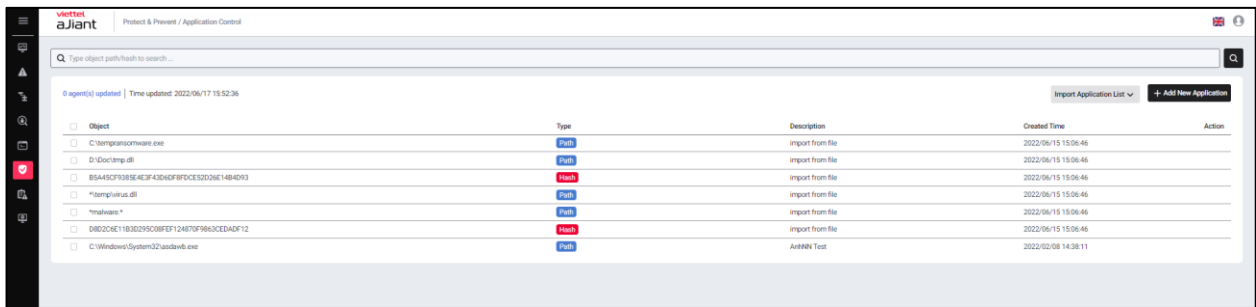 viettel
aJiant
Protect & Prevent / Application Control
Type object path/hash to search ...
0 agent(s) updated | Time updated: 2022/06/17 15:52:36
Import Application List
+ Add New Application
Object Type Description Created Time Action
C:\tempransomware.exe Path import from file 2022/06/15 15:06:46
D:\Doc\tmp.dll Path import from file 2022/06/15 15:06:46
B5A45CF9385E4E3F43D6DF8FDCE52D26E14B4D93 Hash import from file 2022/06/15 15:06:46
*\temp\virus.dll Path import from file 2022/06/15 15:06:46
*malware.* Path import from file 2022/06/15 15:06:46
D8D2C6E11B3D295C08FEF124870F9863CEDADF12 Hash import from file 2022/06/15 15:06:46
C:\Windows\System32\asdawb.exe Path AnhNN Test 2022/02/08 14:38:11